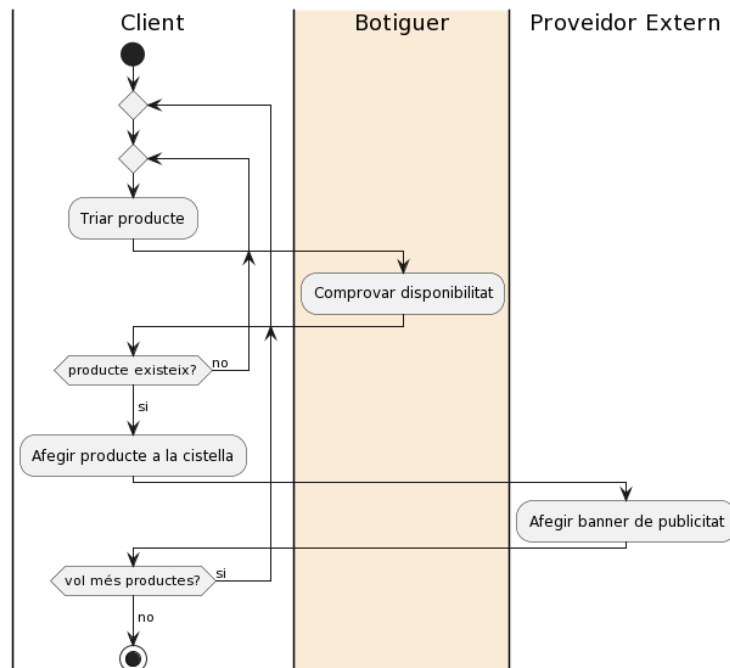 Client
Botiguer
Proveidor Extern
Triar producte
Comprovar disponibilitat
producte existeix?
no
si
Afegir producte a la cistella
Afegir banner de publicitat
vol més productes?
si
no